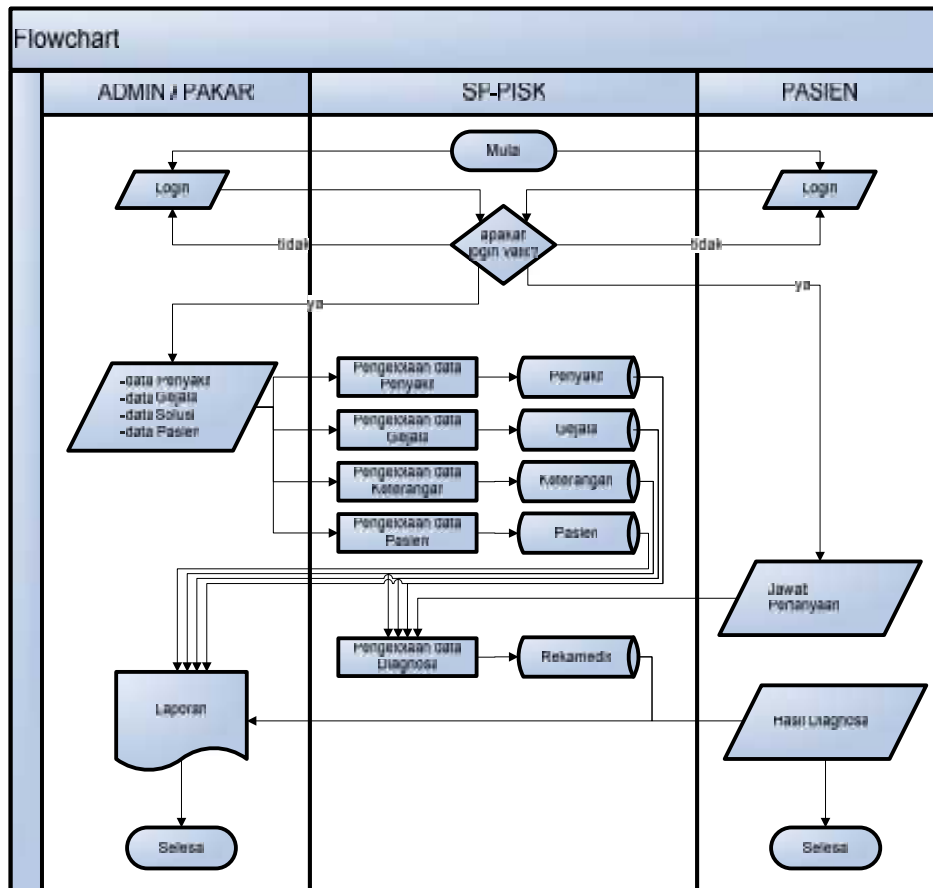 Flowchart
ADMIN / PAKAR
SP-PISK
PASIEN
Mulai
Login
Login
apakah
login valid?
tidak
tidak
ya
ya
-data Penyakit
-data Gejala
-data Solusi
-data Pasien
Pengelolaan data
Penyakit
Penyakit
Pengelolaan data
Gejala
Gejala
Pengelolaan data
Keterangan
Keterangan
Pengelolaan data
Pasien
Pasien
Jawab
Pertanyaan
Pengelolaan data
Diagnosa
Rekamedis
Laporan
Hasil Diagnosa
Selesai
Selesai